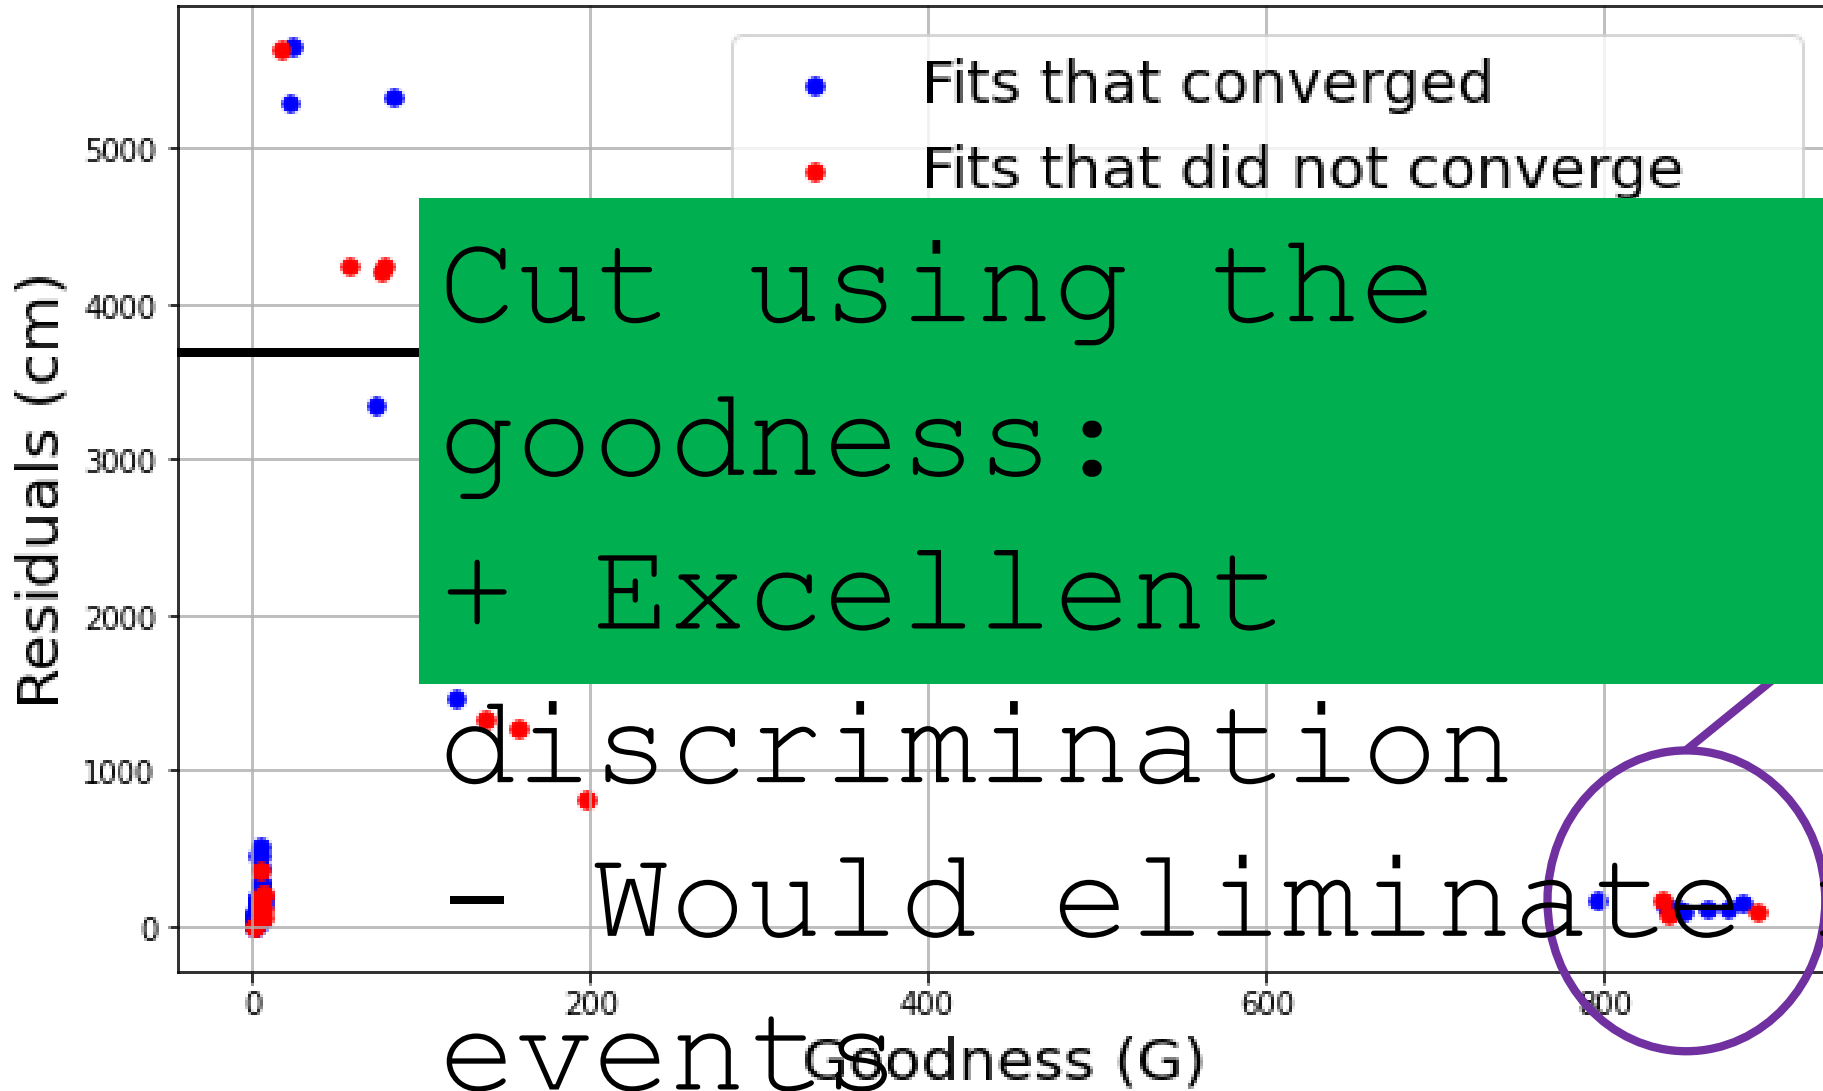 Fits that converged
Fits that did not converge
Cut using the
goodness:
+ Excellent
discrimination
- Would eliminate
events
Residuals (cm)
5000
4000
3000
2000
1000
0
0 200 400 600 800
Goodness (G)